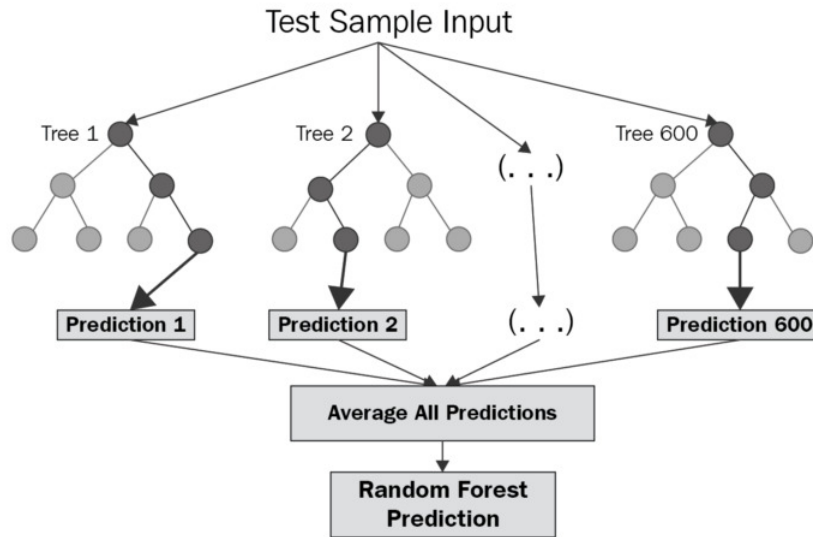 Test Sample Input
Tree 1
Tree 2
(. . .)
Tree 600
Prediction 1
Prediction 2
(. . .)
Prediction 600
Average All Predictions
Random Forest
Prediction